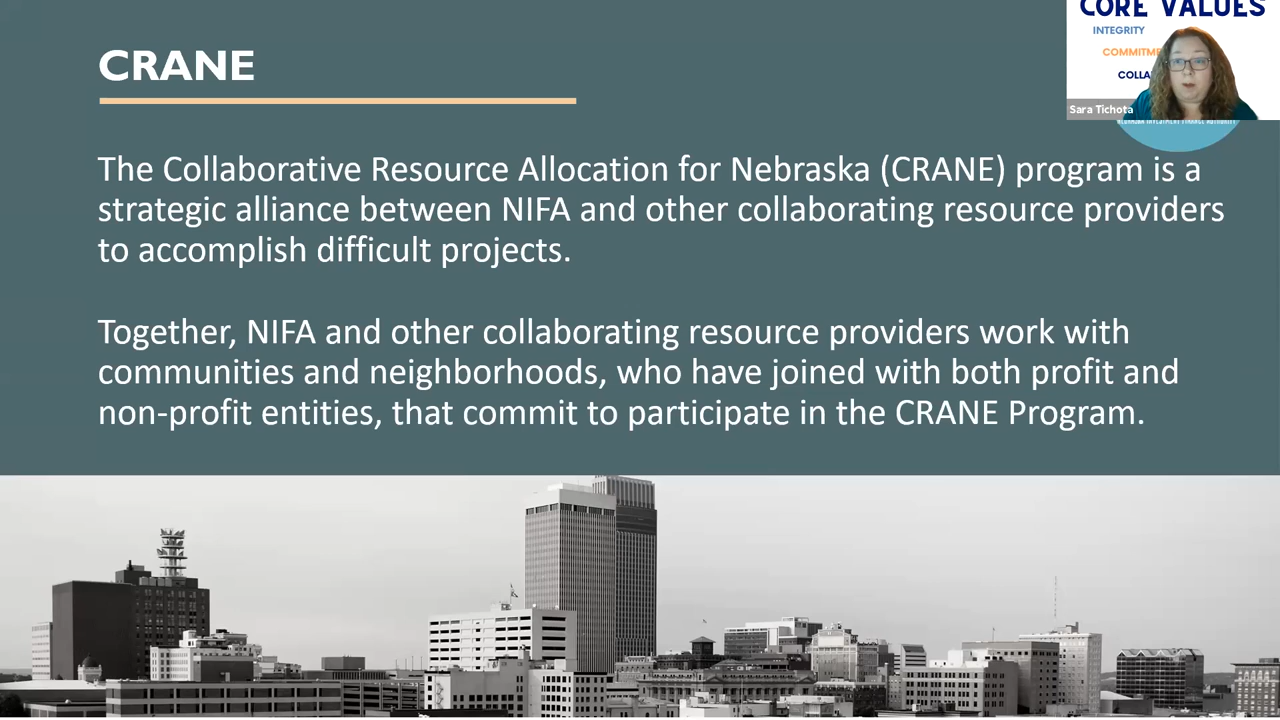 CRANE
CORE VALUES
INTEGRITY
COLLA
Sara Tichota
The Collaborative Resource Allocation for Nebraska (CRANE) program is a
strategic alliance between NIFA and other collaborating resource providers
to accomplish difficult projects.
Together, NIFA and other collaborating resource providers work with
communities and neighborhoods, who have joined with both profit and
non-profit entities, that commit to participate in the CRANE Program.